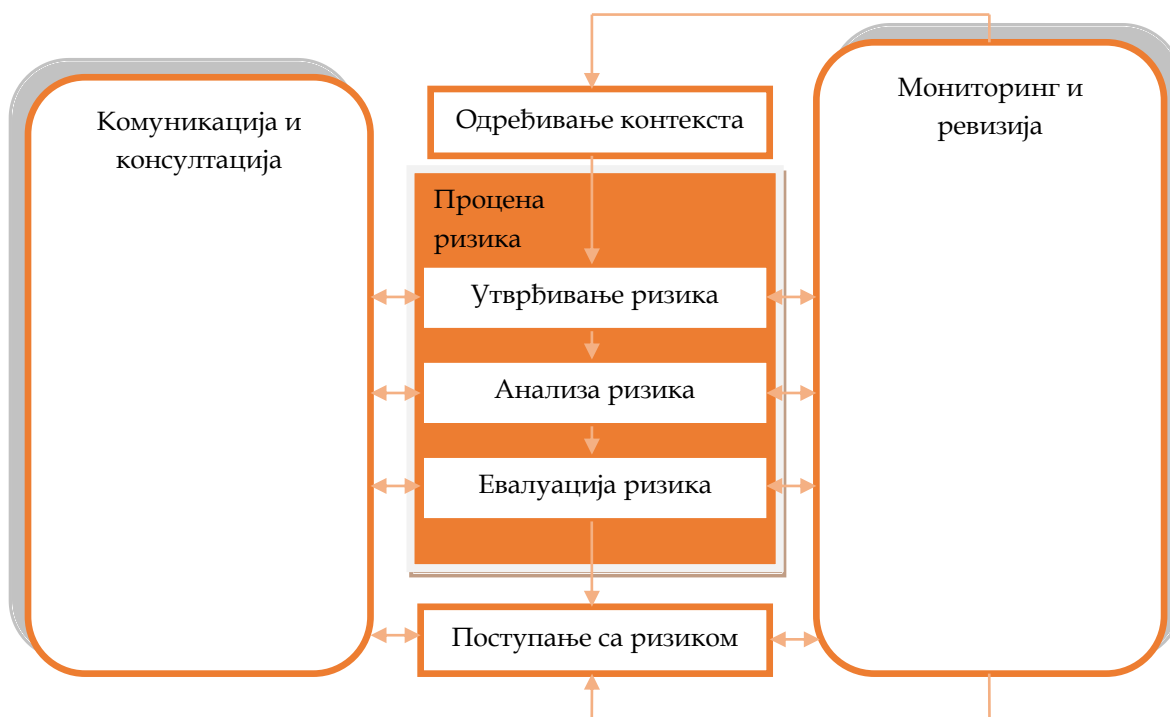 Комуникација и
консултација
Одређивање контекста
Процена
ризика
Утврђивање ризика
Анализа ризика
Евалуација ризика
Поступање са ризиком
Мониторинг и
ревизија